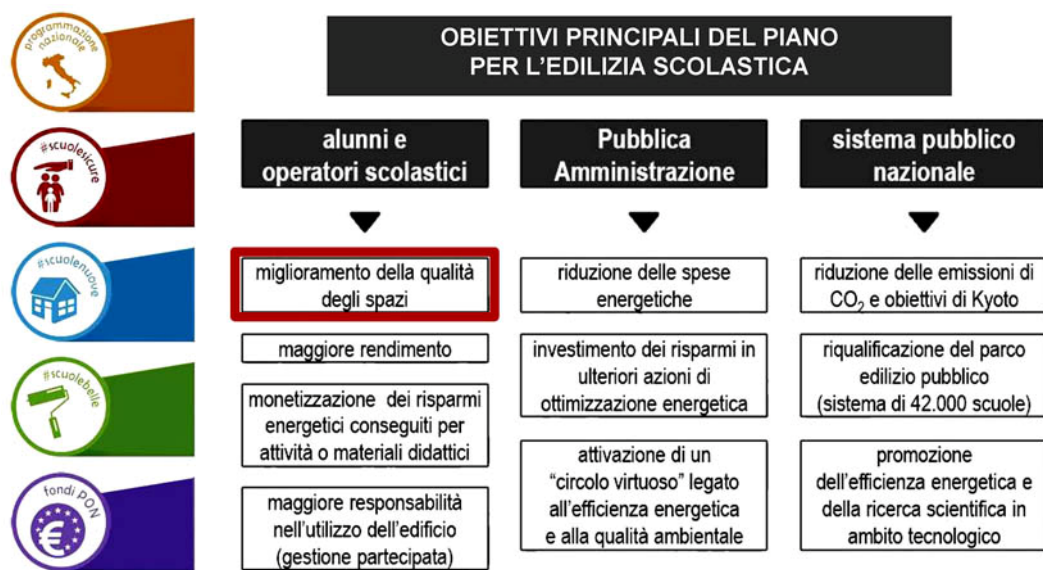 programmazione
nazionale
#scuolesicure
#scuolenuove
#scuolebelle
fondi PON
€
OBIETTIVI PRINCIPALI DEL PIANO
PER L'EDILIZIA SCOLASTICA
alunni e
operatori scolastici
miglioramento della qualità
degli spazi
maggiore rendimento
monetizzazione dei risparmi
energetici conseguiti per
attività o materiali didattici
maggiore responsabilità
nell'utilizzo dell'edificio
(gestione partecipata)
Pubblica
Amministrazione
riduzione delle spese
energetiche
investimento dei risparmi in
ulteriori azioni di
ottimizzazione energetica
attivazione di un
“circolo virtuoso” legato
all'efficienza energetica
e alla qualità ambientale
sistema pubblico
nazionale
riduzione delle emissioni di
CO₂ e obiettivi di Kyoto
riqualificazione del parco
edilizio pubblico
(sistema di 42.000 scuole)
promozione
dell'efficienza energetica e
della ricerca scientifica in
ambito tecnologico